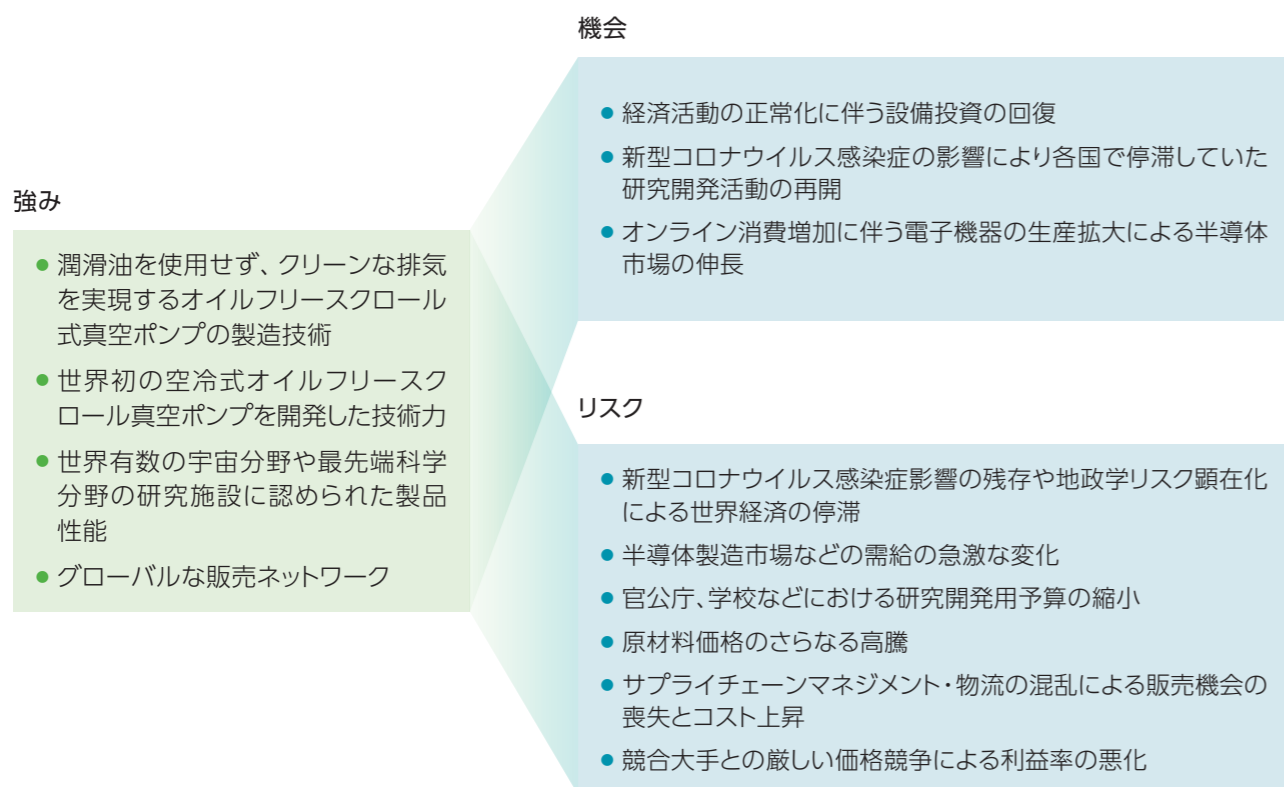 強み
● 潤滑油を使用せず、クリーンな排気
を実現するオイルフリースクロール
式真空ポンプの製造技術
● 世界初の空冷式オイルフリースク
ロール真空ポンプを開発した技術力
● 世界有数の宇宙分野や最先端科学
分野の研究施設に認められた製品
性能
● グローバルな販売ネットワーク
機会
● 経済活動の正常化に伴う設備投資の回復
● 新型コロナウイルス感染症の影響により各国で停滞していた
研究開発活動の再開
● オンライン消費増加に伴う電子機器の生産拡大による半導体
市場の伸長
リスク
● 新型コロナウイルス感染症影響の残存や地政学リスク顕在化
による世界経済の停滞
● 半導体製造市場などの需給の急激な変化
● 官公庁、学校などにおける研究開発用予算の縮小
● 原材料価格のさらなる高騰
● サプライチェーンマネジメント・物流の混乱による販売機会の
喪失とコスト上昇
● 競合大手との厳しい価格競争による利益率の悪化